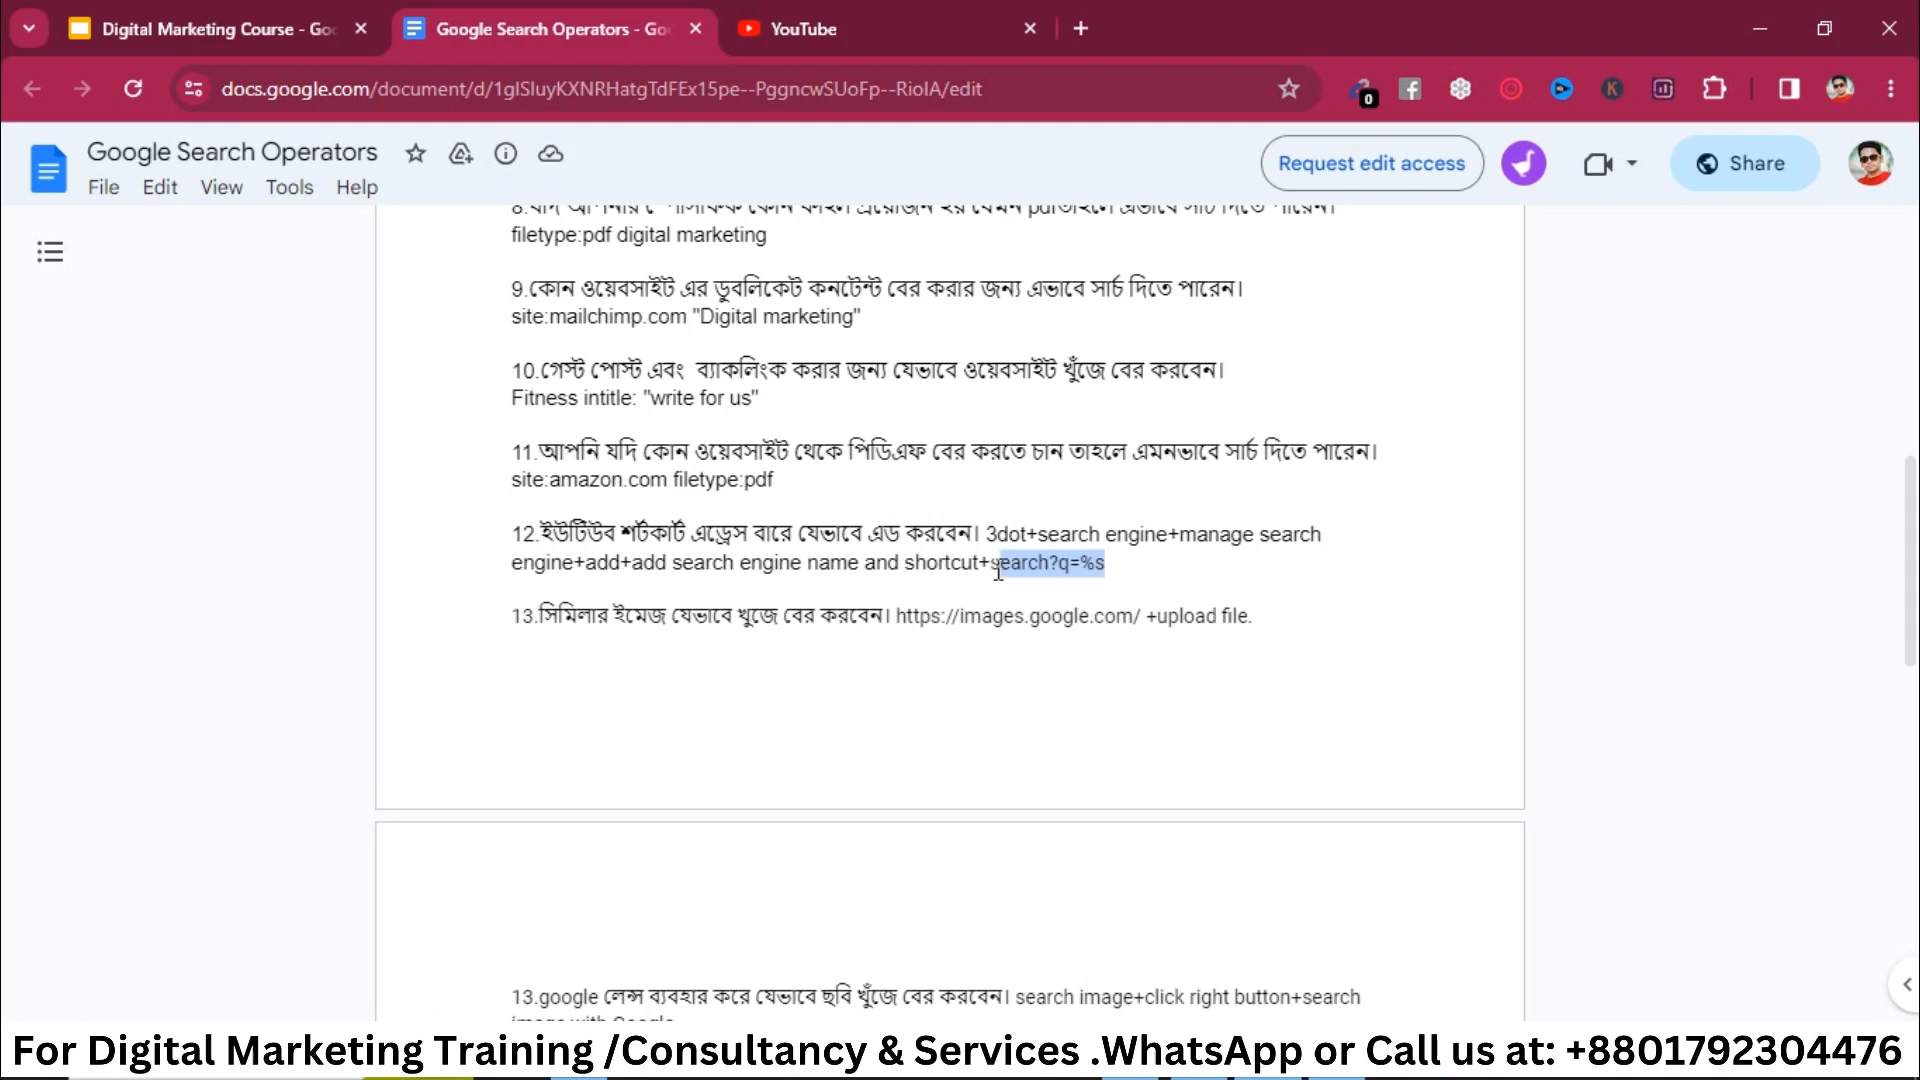 Digital Marketing Course - Goo
Google Search Operators - Goo
YouTube
docs.google.com/document/d/1glSluyKXNRHatgTdFEx15pe--PggncwSUoFp--RiolA/edit
0
Google Search Operators
Request edit access
Share
File Edit View Tools Help
filetype:pdf digital marketing
9.কোন ওয়েবসাইট এর ডুবলিকেট কনটেন্ট বের করার জন্য এভাবে সার্চ দিতে পারেন।
site:mailchimp.com "Digital marketing"
10.গেস্ট পোস্ট এবং ব্যাকলিংক করার জন্য যেভাবে ওয়েবসাইট খুঁজে বের করবেন।
Fitness intitle: "write for us"
11.আপনি যদি কোন ওয়েবসাইট থেকে পিডিএফ বের করতে চান তাহলে এমনভাবে সার্চ দিতে পারেন।
site:amazon.com filetype:pdf
12.ইউটিউব শর্টকার্ট এড্রেস বারে যেভাবে এড করবেন। 3dot+search engine+manage search
engine+add+add search engine name and shortcut+search?q=%s
13.সিমিলার ইমেজ যেভাবে খুজে বের করবেন। https://images.google.com/ +upload file.
13.google লেন্স ব্যবহার করে যেভাবে ছবি খুঁজে বের করবেন। search image+click right button+search
For Digital Marketing Training /Consultancy & Services .WhatsApp or Call us at: +8801792304476